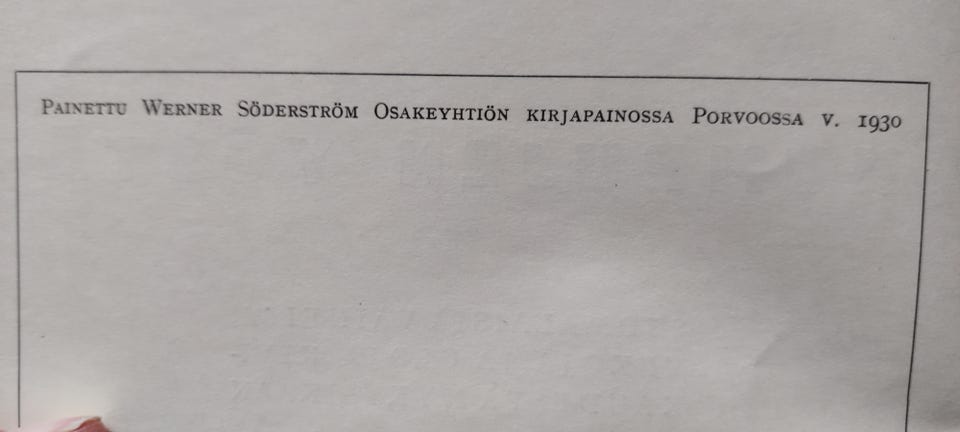 Painettu Werner Söderström Osakeyhtiön kirjapainossa Porvoossa v. 1930